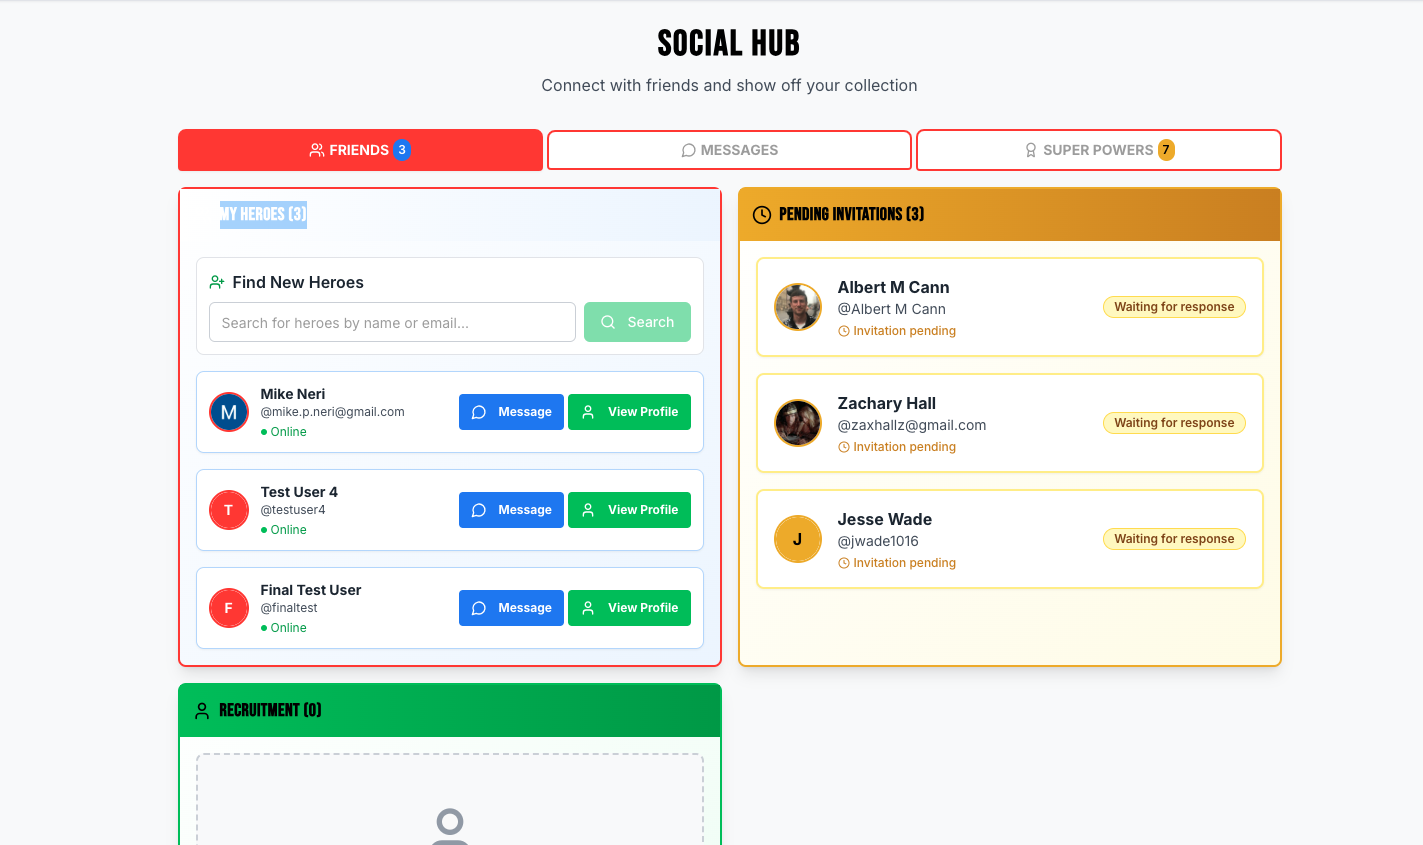 SOCIAL HUB
Connect with friends and show off your collection
FRIENDS 3
MESSAGES
SUPER POWERS 7
MY HEROES (3)
Find New Heroes
Search for heroes by name or email...
Search
Mike Neri
@mike.p.neri@gmail.com
Online
Message
View Profile
M
T
Test User 4
@testuser4
Online
Message
View Profile
F
Final Test User
@finaltest
Online
Message
View Profile
PENDING INVITATIONS (3)
Albert M Cann
@Albert M Cann
Invitation pending
Waiting for response
Zachary Hall
@zaxhallz@gmail.com
Invitation pending
Waiting for response
J
Jesse Wade
@jwade1016
Invitation pending
Waiting for response
RECRUITMENT (0)